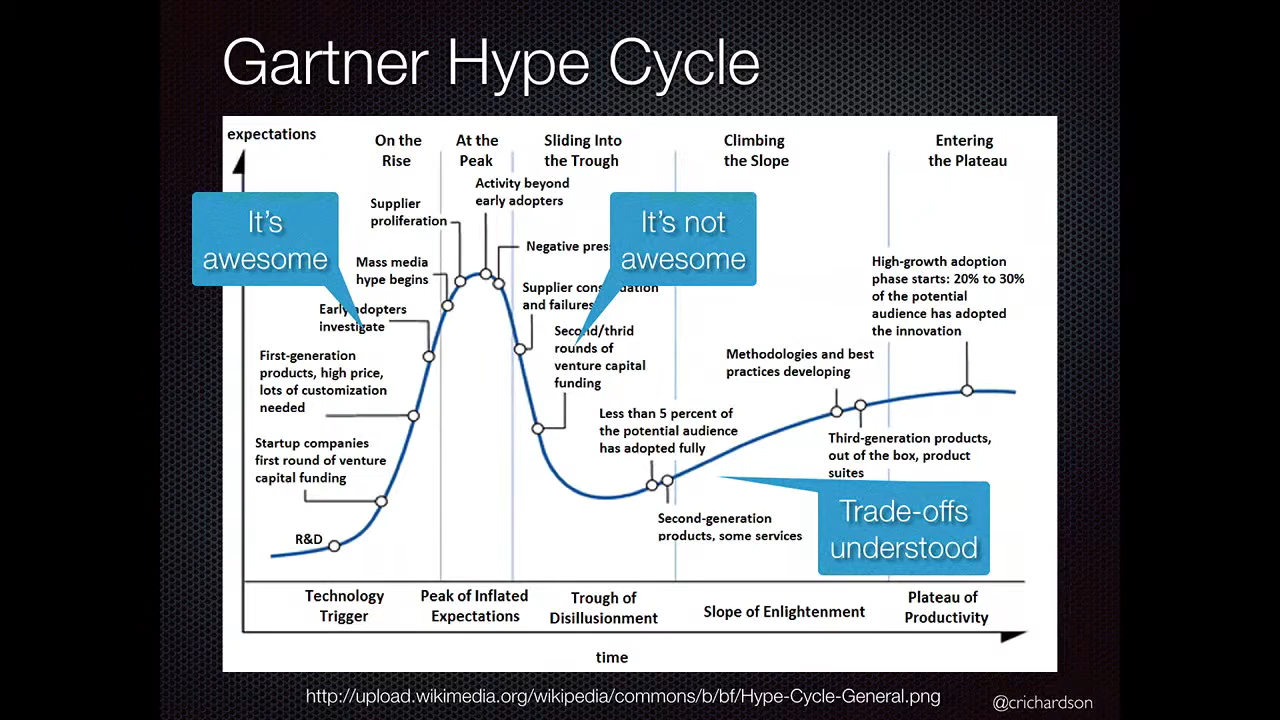 Gartner Hype Cycle
expectations
On the
Rise
At the
Peak
Sliding Into
the Trough
Climbing
the Slope
Entering
the Plateau
Activity beyond
early adopters
Supplier
proliferation
It's
awesome
It's not
awesome
Negative press
Mass media
hype begins
Supplier consolidation
and failures
Early adopters
investigate
Second/thrid
rounds of
venture capital
funding
High-growth adoption
phase starts: 20% to 30%
of the potential
audience has adopted
the innovation
First-generation
products, high price,
lots of customization
needed
Methodologies and best
practices developing
Less than 5 percent of
the potential audience
has adopted fully
Startup companies
first round of venture
capital funding
Third-generation products,
out of the box, product
suites
Second-generation
products, some services
Trade-offs
understood
R&D
Technology
Trigger
Peak of Inflated
Expectations
Trough of
Disillusionment
Slope of Enlightenment
Plateau of
Productivity
time
http://upload.wikimedia.org/wikipedia/commons/b/bf/Hype-Cycle-General.png
@crichardson